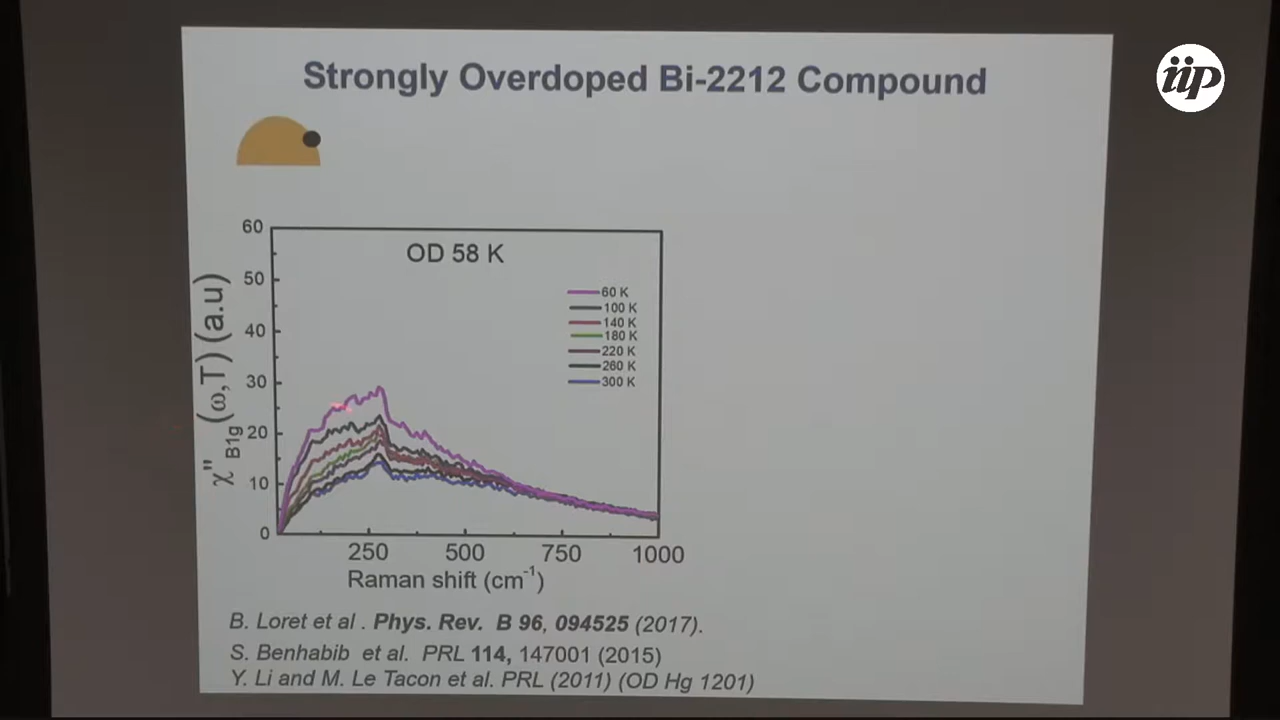 Strongly Overdoped Bi-2212 Compound
iip
OD 58 K
60
50
40
30
20
10
0
χ"B1g(ω,T) (a.u)
60 K
100 K
140 K
180 K
220 K
260 K
300 K
250 500 750 1000
Raman shift (cm-1)
B. Loret et al . Phys. Rev. B 96, 094525 (2017).
S. Benhabib et al. PRL 114, 147001 (2015)
Y. Li and M. Le Tacon et al. PRL (2011) (OD Hg 1201)